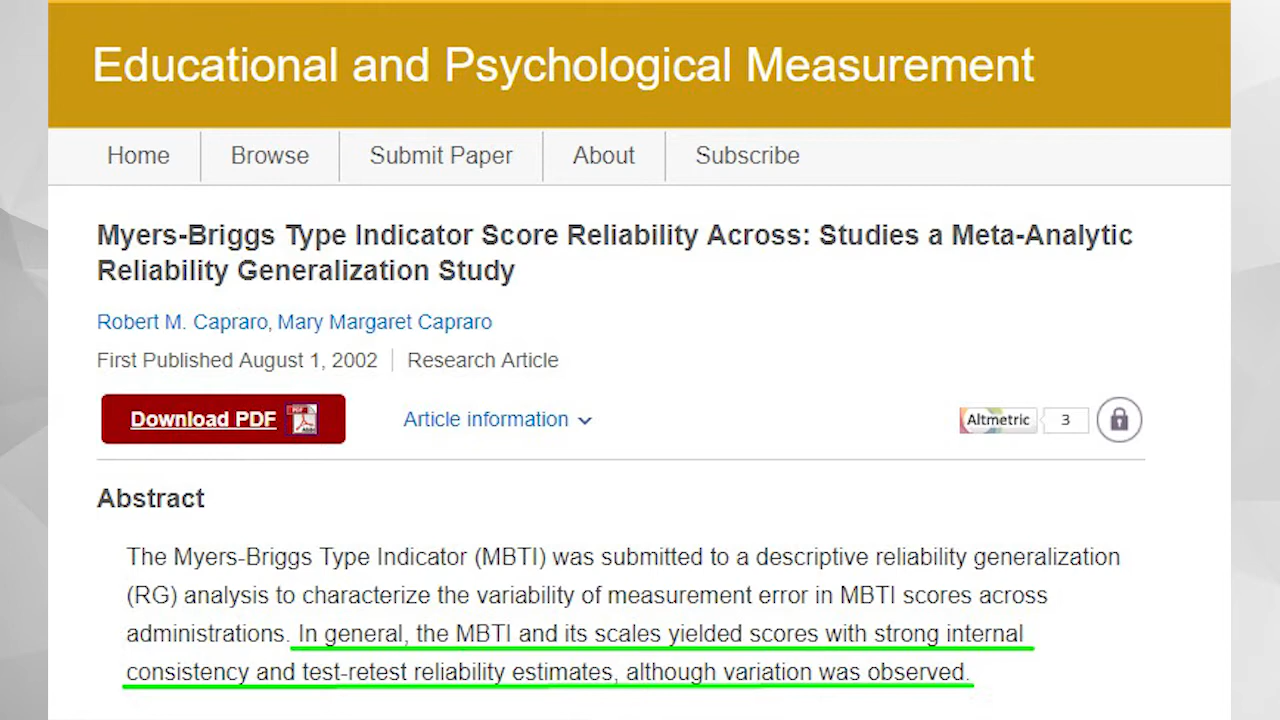 Educational and Psychological Measurement
Home Browse Submit Paper About Subscribe
Myers-Briggs Type Indicator Score Reliability Across: Studies a Meta-Analytic
Reliability Generalization Study
Robert M. Capraro, Mary Margaret Capraro
First Published August 1, 2002 Research Article
Download PDF Article information Altmetric 3
Abstract
The Myers-Briggs Type Indicator (MBTI) was submitted to a descriptive reliability generalization
(RG) analysis to characterize the variability of measurement error in MBTI scores across
administrations. In general, the MBTI and its scales yielded scores with strong internal
consistency and test-retest reliability estimates, although variation was observed.